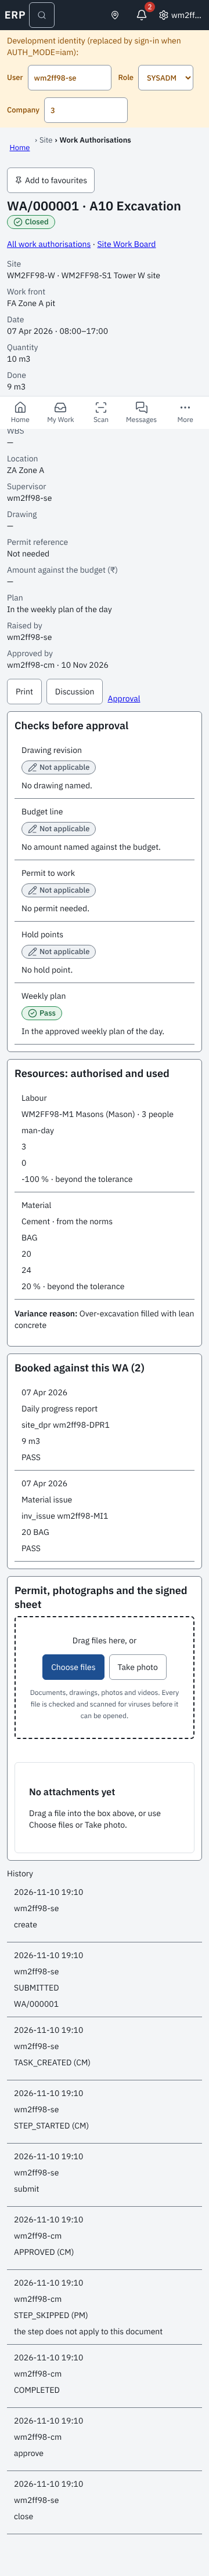 ERP
2
wm2ff...
Development identity (replaced by sign-in when
AUTH_MODE=iam):
User
wm2ff98-se
Role
SYSADM
Company
3
Home › Site › Work Authorisations
Add to favourites
WA/000001 · A10 Excavation
Closed
All work authorisations · Site Work Board
Site
WM2FF98-W · WM2FF98-S1 Tower W site
Work front
FA Zone A pit
Date
07 Apr 2026 · 08:00–17:00
Quantity
10 m3
Done
9 m3
Home
My Work
Scan
Messages
More
WBS
—
Location
ZA Zone A
Supervisor
wm2ff98-se
Drawing
—
Permit reference
Not needed
Amount against the budget (₹)
—
Plan
In the weekly plan of the day
Raised by
wm2ff98-se
Approved by
wm2ff98-cm · 10 Nov 2026
Print
Discussion
Approval
Checks before approval
Drawing revision
Not applicable
No drawing named.
Budget line
Not applicable
No amount named against the budget.
Permit to work
Not applicable
No permit needed.
Hold points
Not applicable
No hold point.
Weekly plan
Pass
In the approved weekly plan of the day.
Resources: authorised and used
Labour
WM2FF98-M1 Masons (Mason) · 3 people
man-day
3
0
-100 % · beyond the tolerance
Material
Cement · from the norms
BAG
20
24
20 % · beyond the tolerance
Variance reason: Over-excavation filled with lean
concrete
Booked against this WA (2)
07 Apr 2026
Daily progress report
site_dpr wm2ff98-DPR1
9 m3
PASS
07 Apr 2026
Material issue
inv_issue wm2ff98-MI1
20 BAG
PASS
Permit, photographs and the signed
sheet
Drag files here, or
Choose files
Take photo
Documents, drawings, photos and videos. Every
file is checked and scanned for viruses before it
can be opened.
No attachments yet
Drag a file into the box above, or use
Choose files or Take photo.
History
2026-11-10 19:10
wm2ff98-se
create
2026-11-10 19:10
wm2ff98-se
SUBMITTED
WA/000001
2026-11-10 19:10
wm2ff98-se
TASK_CREATED (CM)
2026-11-10 19:10
wm2ff98-se
STEP_STARTED (CM)
2026-11-10 19:10
wm2ff98-se
submit
2026-11-10 19:10
wm2ff98-cm
APPROVED (CM)
2026-11-10 19:10
wm2ff98-cm
STEP_SKIPPED (PM)
the step does not apply to this document
2026-11-10 19:10
wm2ff98-cm
COMPLETED
2026-11-10 19:10
wm2ff98-cm
approve
2026-11-10 19:10
wm2ff98-se
close